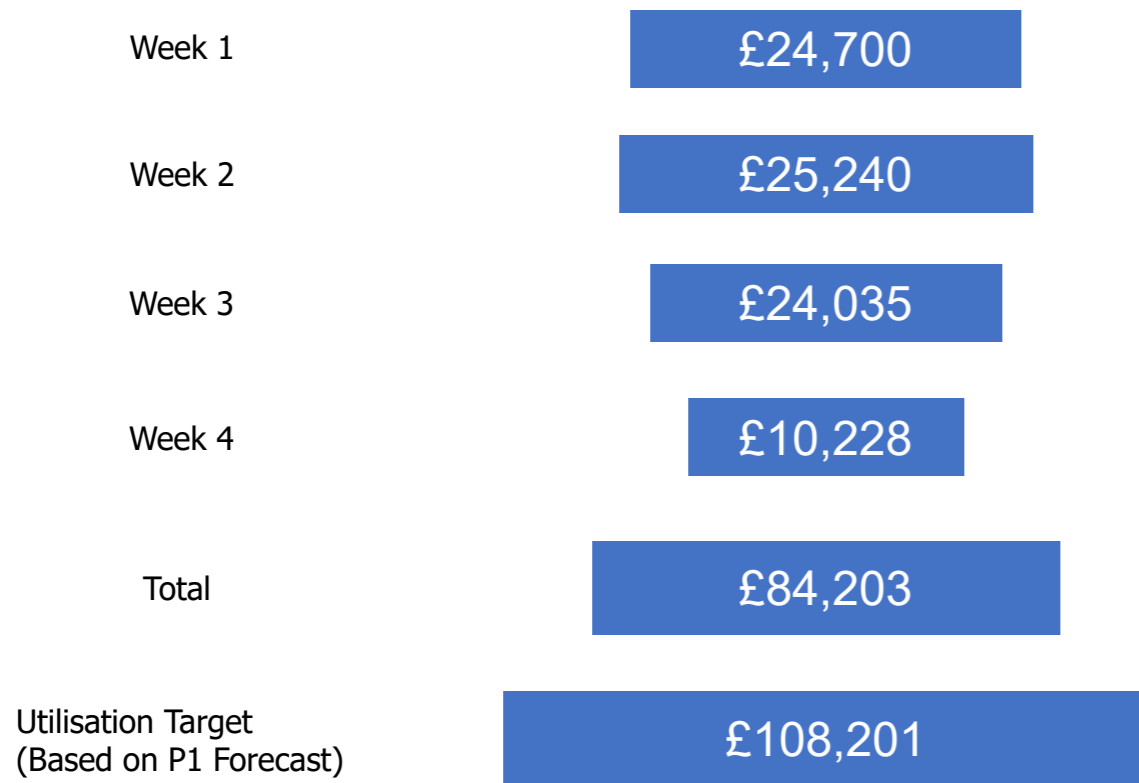 Week 1 £24,700
Week 2 £25,240
Week 3 £24,035
Week 4 £10,228
Total £84,203
Utilisation Target
(Based on P1 Forecast) £108,201